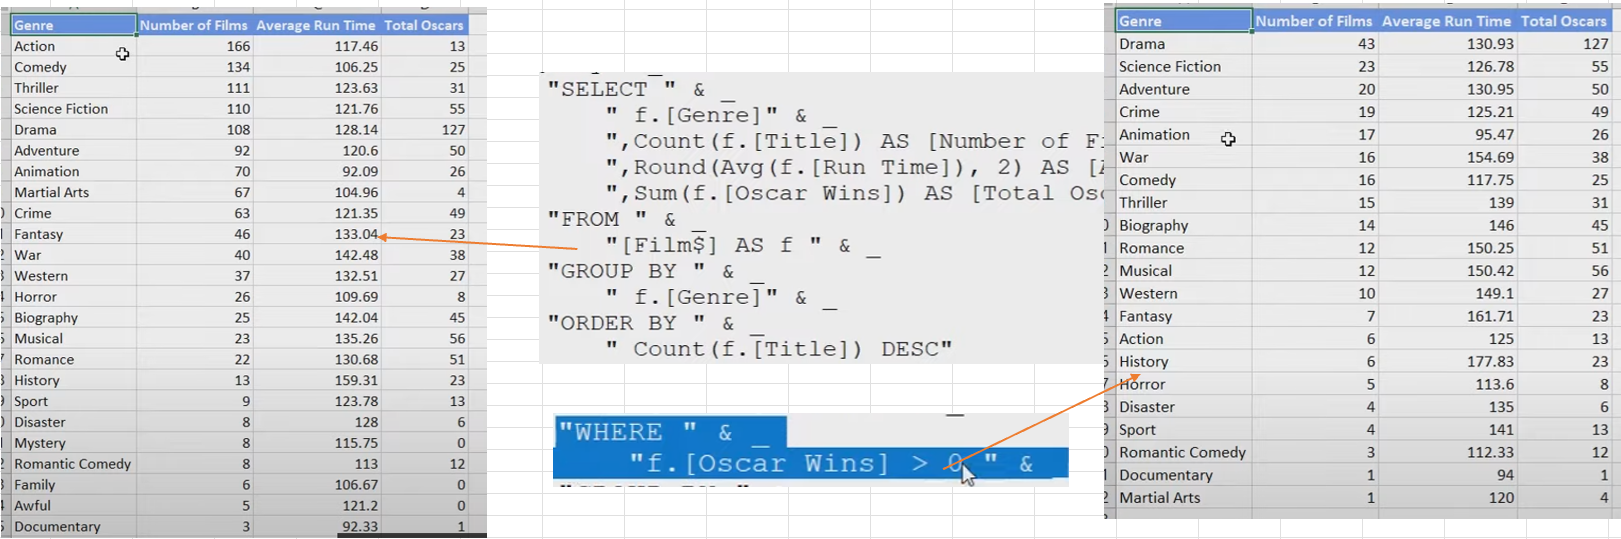 Genre Number of Films Average Run Time Total Oscars
Action 166 117.46 13
Comedy 134 106.25 25
Thriller 111 123.63 31
Science Fiction 110 121.76 55
Drama 108 128.14 127
Adventure 92 120.6 50
Animation 70 92.09 26
Martial Arts 67 104.96 4
Crime 63 121.35 49
Fantasy 46 133.04 23
War 40 142.48 38
Western 37 132.51 27
Horror 26 109.69 8
Biography 25 142.04 45
Musical 23 135.26 56
Romance 22 130.68 51
History 13 159.31 23
Sport 9 123.78 13
Disaster 8 128 6
Mystery 8 115.75 0
Romantic Comedy 8 113 12
Family 6 106.67 0
Awful 5 121.2 0
Documentary 3 92.33 1
"SELECT " & _
" f.[Genre]" & _
",Count(f.[Title]) AS [Number of F
",Round(Avg(f.[Run Time]), 2) AS [
",Sum(f.[Oscar Wins]) AS [Total Os
"FROM " & _
"[Film$] AS f " & _
"GROUP BY " & _
" f.[Genre]" & _
"ORDER BY " & _
" Count(f.[Title]) DESC"
"WHERE " & _
"f.[Oscar Wins] > 0 " &
Genre Number of Films Average Run Time Total Oscars
Drama 43 130.93 127
Science Fiction 23 126.78 55
Adventure 20 130.95 50
Crime 19 125.21 49
Animation 17 95.47 26
War 16 154.69 38
Comedy 16 117.75 25
Thriller 15 139 31
Biography 14 146 45
Romance 12 150.25 51
Musical 12 150.42 56
Western 10 149.1 27
Fantasy 7 161.71 23
Action 6 125 13
History 6 177.83 23
Horror 5 113.6 8
Disaster 4 135 6
Sport 4 141 13
Romantic Comedy 3 112.33 12
Documentary 1 94 1
Martial Arts 1 120 4